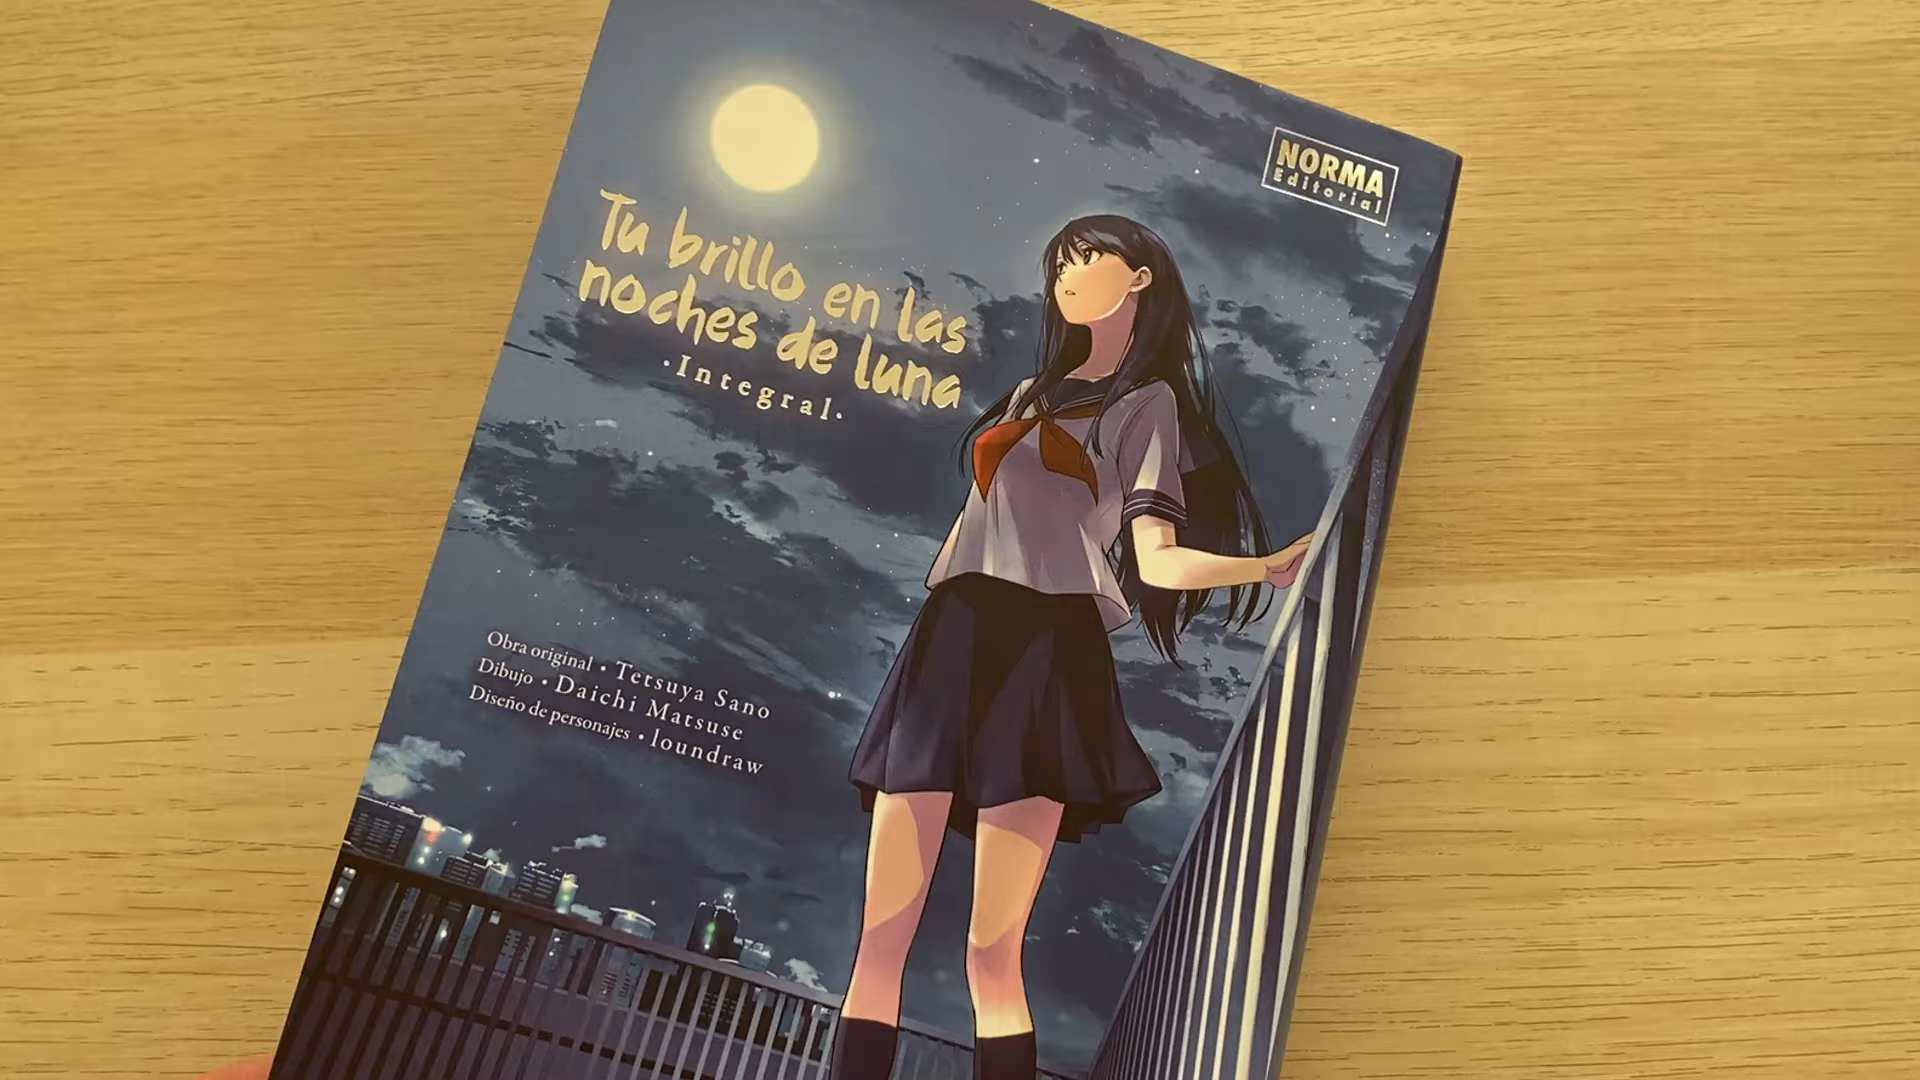 NORMA
Editorial
Tu brillo en las
noches de luna
·Integral·
Obra original • Tetsuya Sano
Dibujo • Daichi Matsuse
Diseño de personajes • loundraw